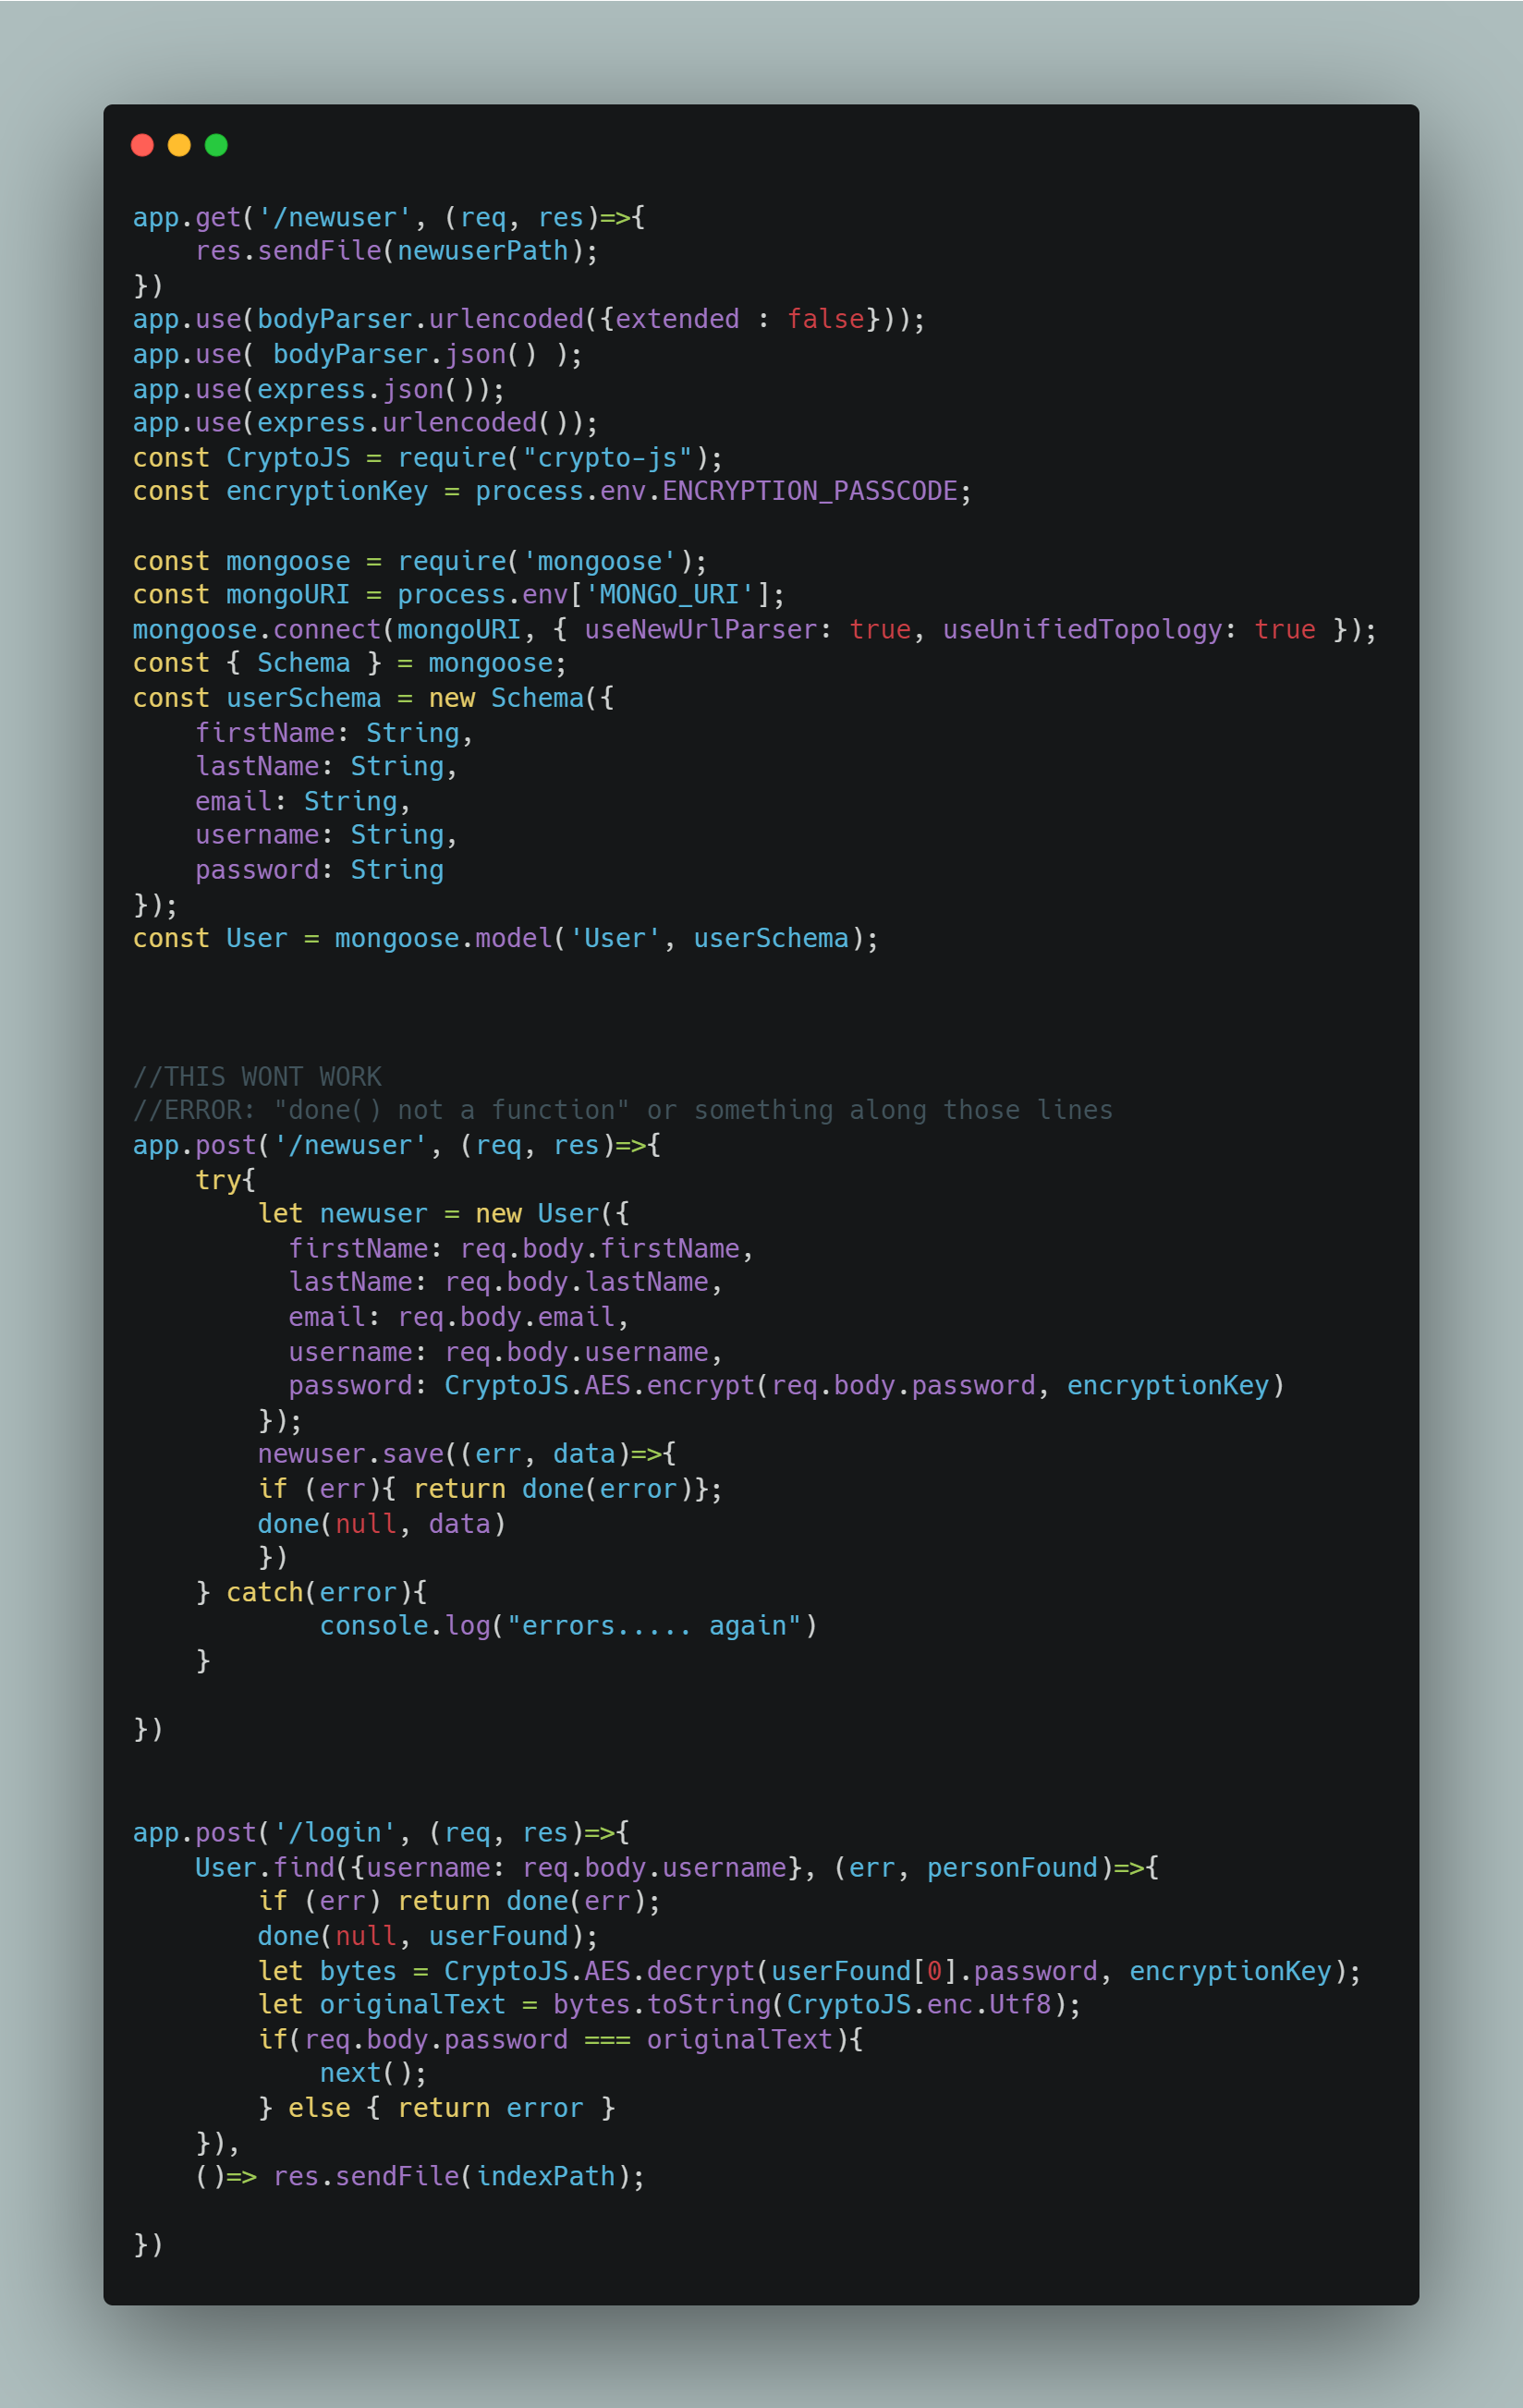 app.get('/newuser', (req, res)=>{
    res.sendFile(newuserPath);
})
app.use(bodyParser.urlencoded({extended : false}));
app.use( bodyParser.json() );
app.use(express.json());
app.use(express.urlencoded());
const CryptoJS = require("crypto-js");
const encryptionKey = process.env.ENCRYPTION_PASSCODE;

const mongoose = require('mongoose');
const mongoURI = process.env['MONGO_URI'];
mongoose.connect(mongoURI, { useNewUrlParser: true, useUnifiedTopology: true });
const { Schema } = mongoose;
const userSchema = new Schema({
    firstName: String,
    lastName: String,
    email: String,
    username: String,
    password: String
});
const User = mongoose.model('User', userSchema);

//THIS WONT WORK
//ERROR: "done() not a function" or something along those lines
app.post('/newuser', (req, res)=>{
    try{
        let newuser = new User({
          firstName: req.body.firstName,
          lastName: req.body.lastName,
          email: req.body.email,
          username: req.body.username,
          password: CryptoJS.AES.encrypt(req.body.password, encryptionKey)
        });
        newuser.save((err, data)=>{
        if (err){ return done(error)};
        done(null, data)
        })
    } catch(error){
            console.log("errors..... again")
    }

})

app.post('/login', (req, res)=>{
    User.find({username: req.body.username}, (err, personFound)=>{
        if (err) return done(err);
        done(null, userFound);
        let bytes = CryptoJS.AES.decrypt(userFound[0].password, encryptionKey);
        let originalText = bytes.toString(CryptoJS.enc.Utf8);
        if(req.body.password === originalText){
            next();
        } else { return error }
    }),
    ()=> res.sendFile(indexPath);

})